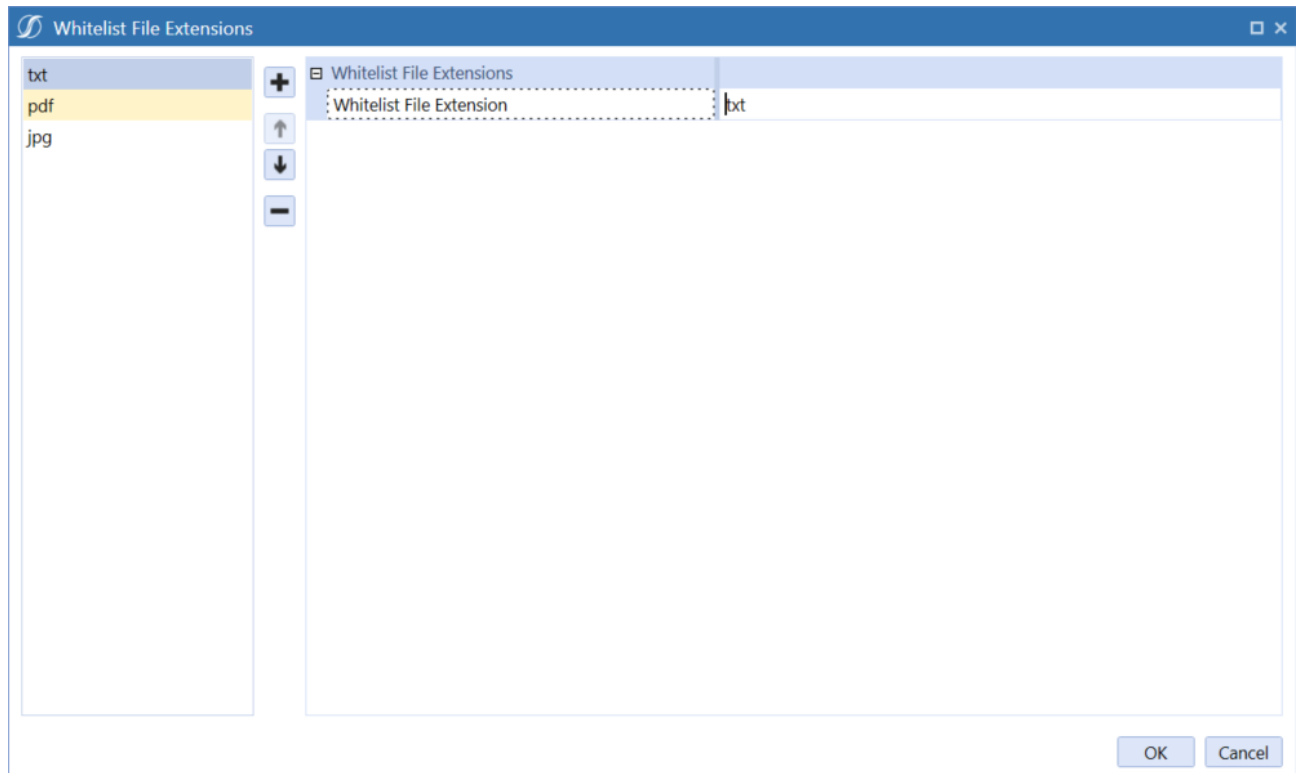 Whitelist File Extensions
txt
pdf
jpg
Whitelist File Extensions
Whitelist File Extension txt
OK Cancel